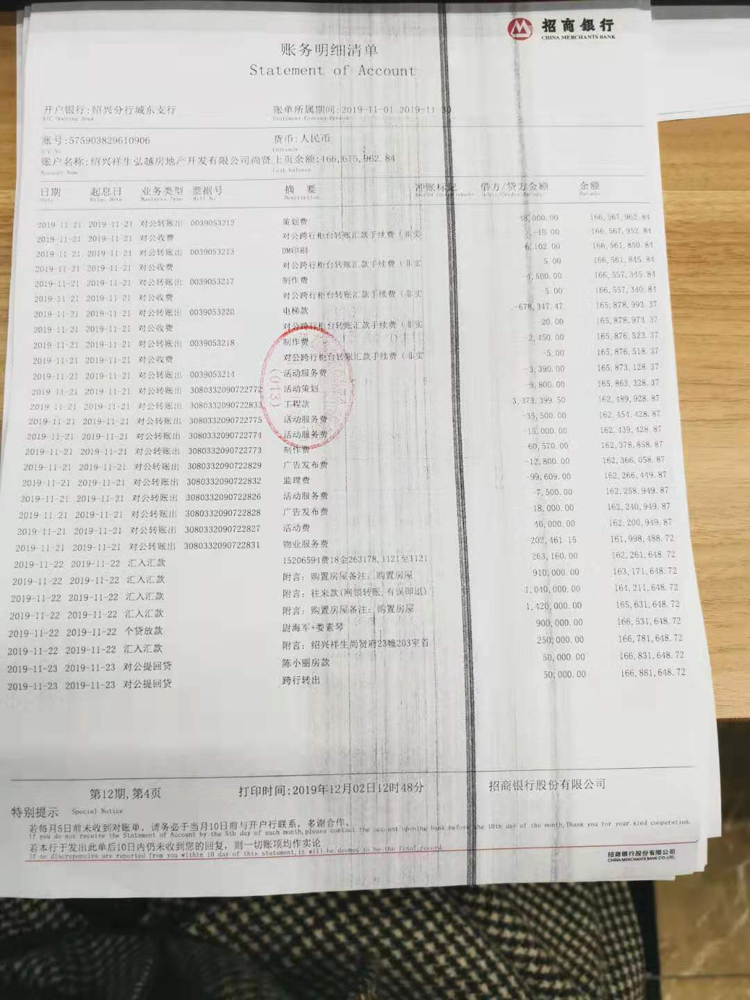 招商银行
CHINA MERCHANTS BANK
账务明细清单
Statement of Account
开户银行:绍兴分行城东支行 账单所属期间:2019-11-01 2019-11-30
A/C Opening Bank Statement Covered Period
账号:575903829610906 货币:人民币
A/C No Currency
账户名称:绍兴祥生弘越房地产开发有限公司尚贤 上页余额:166,615,962.84
Account Name Last balance
日期 起息日 业务类型 票据号 摘 要 冲账标记 借方/贷方金额 余额
Date Value Date Business Type Bill No Description Debit/Credit Amount Balance
2019-11-21 2019-11-21 对公转账出 0039053212 策划费 48,000.00 166,567,962.84
2019-11-21 2019-11-21 对公收费 对公跨行柜台转账汇款手续费(非实 -10.00 166,567,952.84
2019-11-21 2019-11-21 对公转账出 0039053213 DM印刷 6,102.00 166,561,850.84
2019-11-21 2019-11-21 对公收费 对公跨行柜台转账汇款手续费(非实 5.00 166,561,845.84
2019-11-21 2019-11-21 对公转账出 0039053217 制作费 -4,500.00 166,557,345.84
2019-11-21 2019-11-21 对公收费 对公跨行柜台转账汇款手续费(非实 5.00 166,557,340.84
2019-11-21 2019-11-21 对公转账出 0039053220 电梯款 -678,347.47 165,878,993.37
2019-11-21 2019-11-21 对公收费 对公跨行柜台转账汇款手续费(非实 -20.00 165,878,973.37
2019-11-21 2019-11-21 对公转账出 0039053218 制作费 -2,450.00 165,876,523.37
2019-11-21 2019-11-21 对公收费 对公跨行柜台转账汇款手续费(非实 -5.00 165,876,518.37
2019-11-21 2019-11-21 对公转账出 0039053214 活动服务费 -3,390.00 165,873,128.37
2019-11-21 2019-11-21 对公转账出 3080332090722772 活动策划 -9,800.00 165,863,328.37
2019-11-21 2019-11-21 对公转账出 3080332090722833 工程款 3,373,399.50 162,489,928.87
2019-11-21 2019-11-21 对公转账出 3080332090722775 活动服务费 -35,500.00 162,454,428.87
2019-11-21 2019-11-21 对公转账出 3080332090722774 活动服务费 -15,000.00 162,439,428.87
2019-11-21 2019-11-21 对公转账出 3080332090722773 制作费 60,570.00 162,378,858.87
2019-11-21 2019-11-21 对公转账出 3080332090722829 广告发布费 -12,800.00 162,366,058.87
2019-11-21 2019-11-21 对公转账出 3080332090722832 监理费 -99,609.00 162,266,449.87
2019-11-21 2019-11-21 对公转账出 3080332090722826 活动服务费 -7,500.00 162,258,949.87
2019-11-21 2019-11-21 对公转账出 3080332090722828 广告发布费 18,000.00 162,240,949.87
2019-11-21 2019-11-21 对公转账出 3080332090722827 活动费 40,000.00 162,200,949.87
2019-11-21 2019-11-21 对公转账出 3080332090722831 物业服务费 -202,461.15 161,998,488.72
2019-11-22 2019-11-22 汇入汇款 15206594费18金263178,1121至1121 263,160.00 162,261,648.72
2019-11-22 2019-11-22 汇入汇款 附言:购置房屋备注:购置房屋 910,000.00 163,171,648.72
2019-11-22 2019-11-22 汇入汇款 附言:往来款(网银转账,有误即退) 1,040,000.00 164,211,648.72
2019-11-22 2019-11-22 汇入汇款 附言:购置房屋备注:购置房屋 1,420,000.00 165,631,648.72
2019-11-22 2019-11-22 个贷放款 尉海军+娄素琴 900,000.00 166,531,648.72
2019-11-22 2019-11-22 汇入汇款 附言:绍兴祥生尚贤府23幢203室首 250,000.00 166,781,648.72
2019-11-23 2019-11-23 对公提回贷 陈小丽房款 50,000.00 166,831,648.72
2019-11-23 2019-11-23 对公提回贷 跨行转出 50,000.00 166,881,648.72
(013)
第12期,第4页 打印时间:2019年12月02日12时48分 招商银行股份有限公司
特别提示 Special Notice
若每月5日前未收到对账单,请务必于当月10日前与开户行联系,多谢合作。
If you do not receive the Statement of Account by the 5th day of each month,please contact the account opening bank before the 10th day of the month,Thank you for your kind cooperation.
若本行于发出此单后10日内仍未收到您的回复,则一切账项均作实论
If no discrepancies are reported from you within 10 day of this statement,it will be deemed to be the final record.
招商银行股份有限公司
CHINA MERCHANTS BANK CO.,LTD.